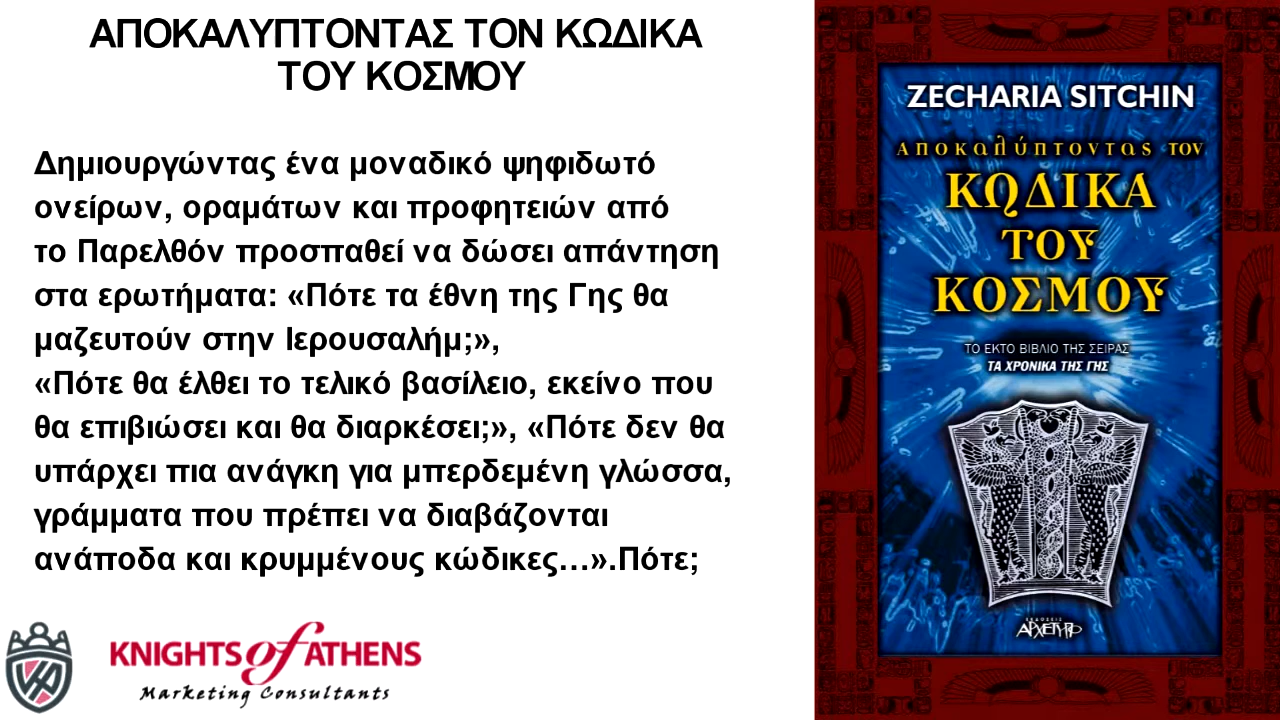 ΑΠΟΚΑΛΥΠΤΟΝΤΑΣ ΤΟΝ ΚΩΔΙΚΑ
ΤΟΥ ΚΟΣΜΟΥ
Δημιουργώντας ένα μοναδικό ψηφιδωτό
ονείρων, οραμάτων και προφητειών από
το Παρελθόν προσπαθεί να δώσει απάντηση
στα ερωτήματα: «Πότε τα έθνη της Γης θα
μαζευτούν στην Ιερουσαλήμ;»,
«Πότε θα έλθει το τελικό βασίλειο, εκείνο που
θα επιβιώσει και θα διαρκέσει;», «Πότε δεν θα
υπάρχει πια ανάγκη για μπερδεμένη γλώσσα,
γράμματα που πρέπει να διαβάζονται
ανάποδα και κρυμμένους κώδικες…».Πότε;
KNIGHTS of ATHENS
Marketing Consultants
ZECHARIA SITCHIN
Αποκαλύπτοντας ΤΟΝ
ΚΩΔΙΚΑ
ΤΟΥ
ΚΟΣΜΟΥ
ΤΟ ΕΚΤΟ ΒΙΒΛΙΟ ΤΗΣ ΣΕΙΡΑΣ
ΤΑ ΧΡΟΝΙΚΑ ΤΗΣ ΓΗΣ
ΕΚΔΟΣΕΙΣ
ΑΡΧΕΤΥΠΟ